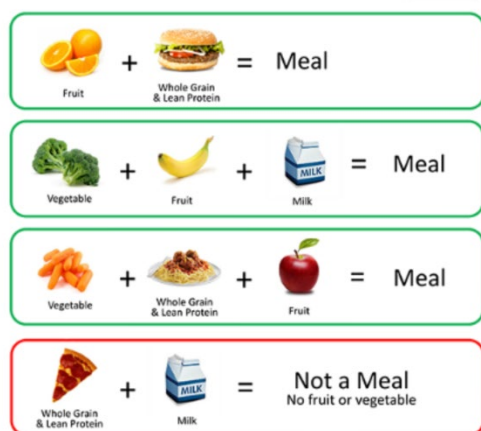 + = Meal
Fruit
Whole Grain
& Lean Protein
+ + MILK = Meal
Vegetable
Fruit
Milk
+ + = Meal
Vegetable
Whole Grain
& Lean Protein
Fruit
+ MILK = Not a Meal
No fruit or vegetable
Whole Grain
& Lean Protein
Milk